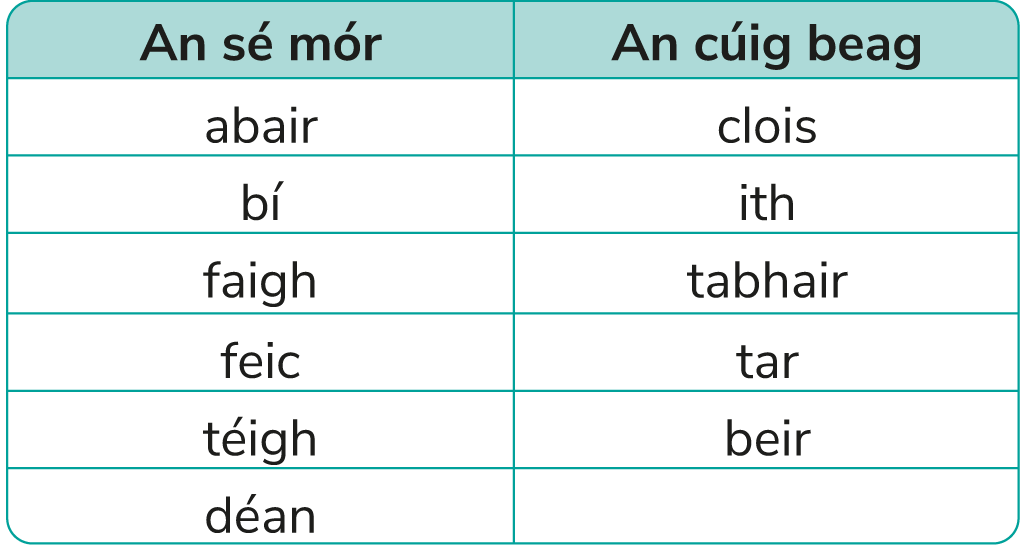 An sé mór An cúig beag
abair clois
bí ith
faigh tabhair
feic tar
téigh beir
déan